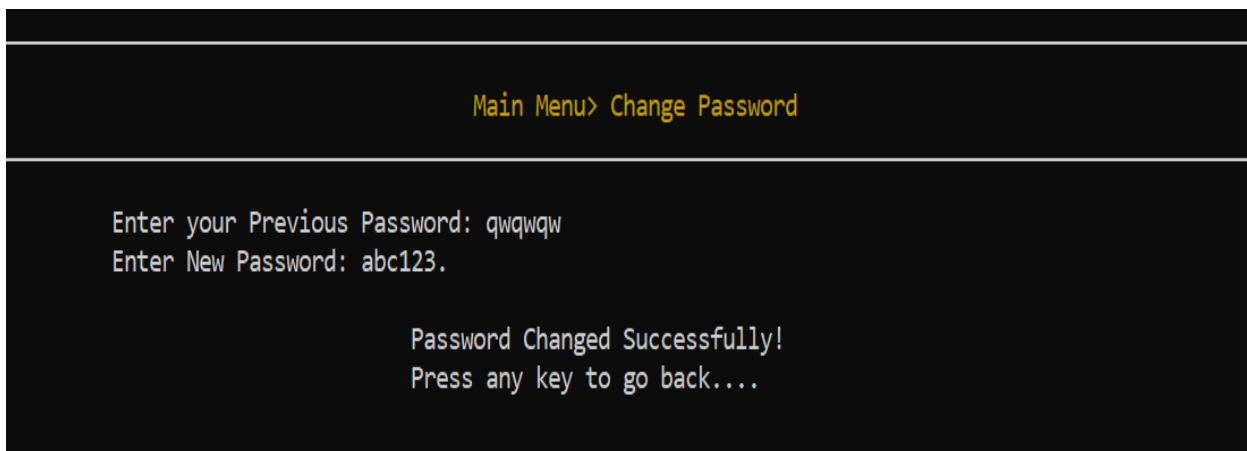 Main Menu> Change Password
Enter your Previous Password: qwqwqw
Enter New Password: abc123.
Password Changed Successfully!
Press any key to go back....